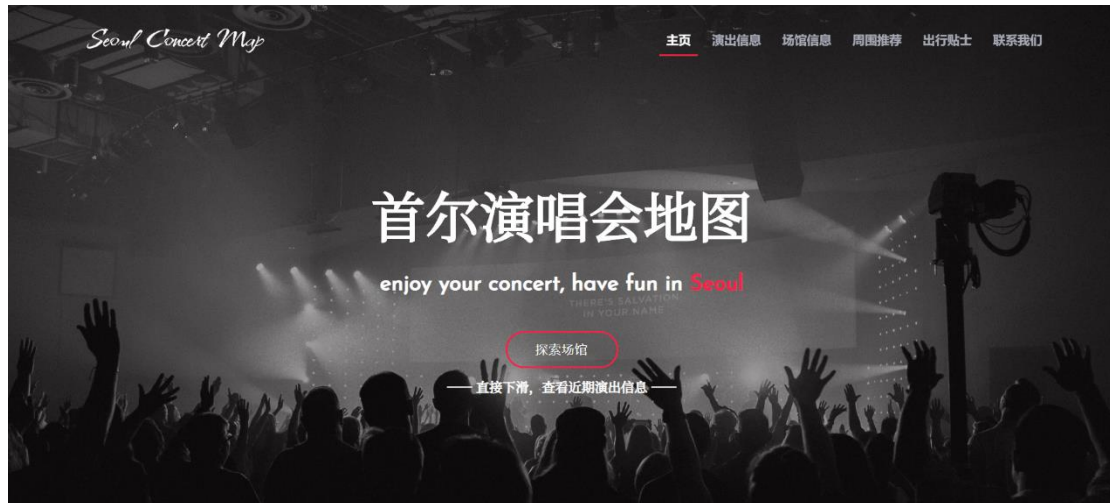 Seoul Concert Map
主页 演出信息 场馆信息 周围推荐 出行贴士 联系我们
首尔演唱会地图
enjoy your concert, have fun in Seoul
THERE'S SALVATION
IN YOUR NAME
探索场馆
—— 直接下滑，查看近期演出信息 ——